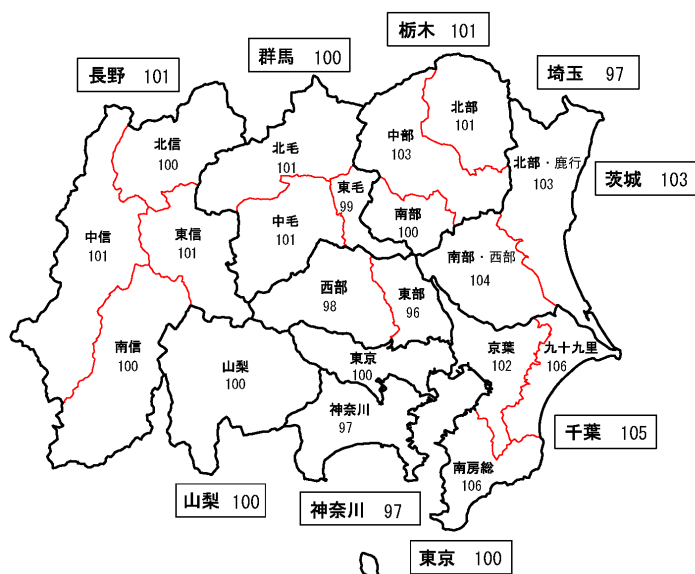 栃木 101
群馬 100
長野 101
埼玉 97
北部
101
中部
103
北信
100
北毛
101
北部・鹿行
103
茨城 103
東毛
99
南部
100
中毛
101
中信
101
東信
101
南部・西部
104
西部
98
東部
96
南信
100
山梨
100
東京
100
京葉
102
九十九里
106
神奈川
97
千葉 105
南房総
106
山梨 100
神奈川 97
東京 100